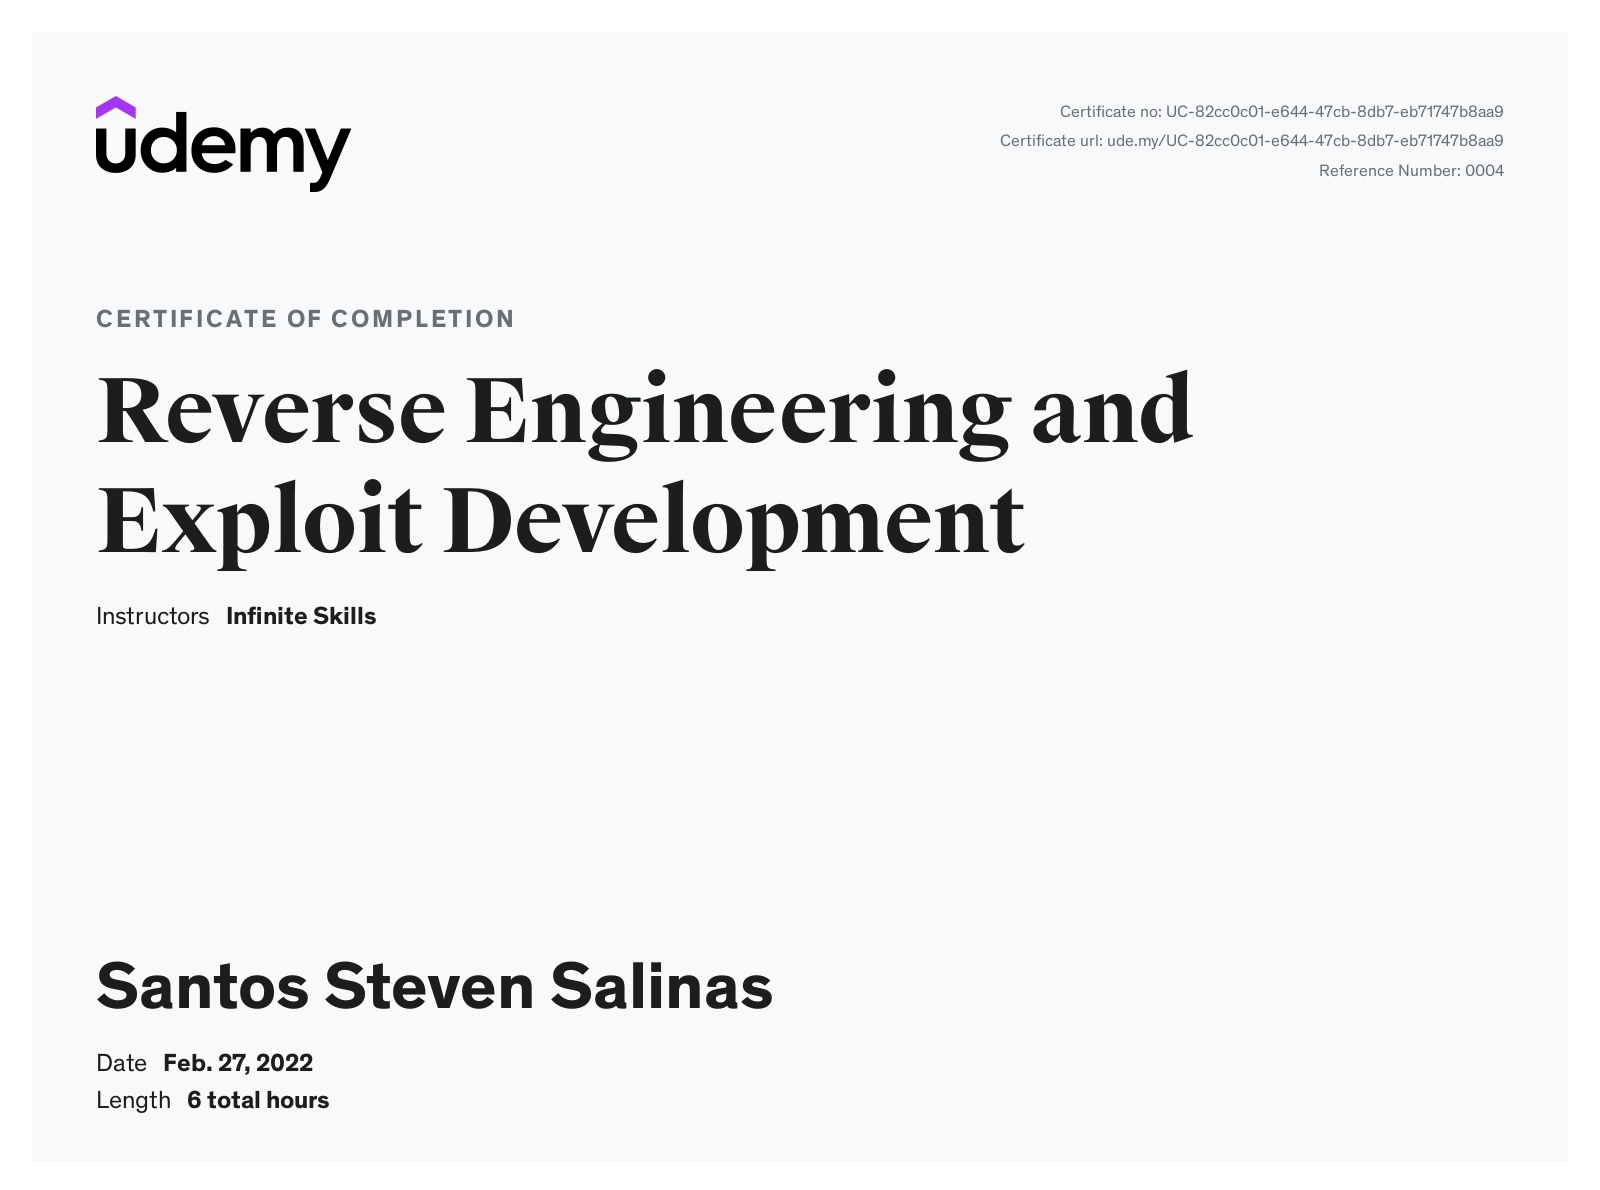 udemy
Certificate no: UC-82cc0c01-e644-47cb-8db7-eb71747b8aa9
Certificate url: ude.my/UC-82cc0c01-e644-47cb-8db7-eb71747b8aa9
Reference Number: 0004
CERTIFICATE OF COMPLETION
Reverse Engineering and
Exploit Development
Instructors Infinite Skills
Santos Steven Salinas
Date Feb. 27, 2022
Length 6 total hours